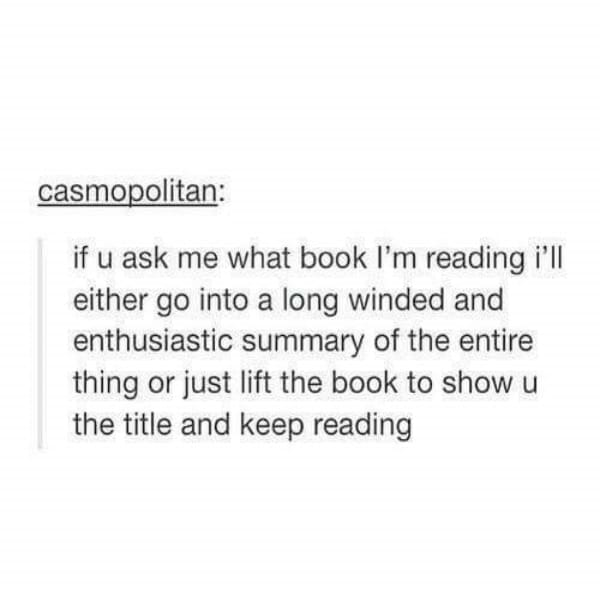 casmopolitan:
if u ask me what book I'm reading i'll
either go into a long winded and
enthusiastic summary of the entire
thing or just lift the book to show u
the title and keep reading